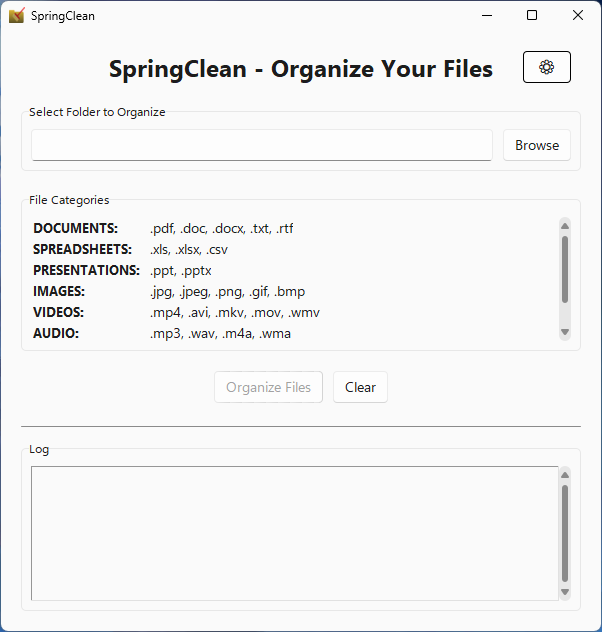 SpringClean
SpringClean - Organize Your Files
Select Folder to Organize
Browse
File Categories
DOCUMENTS: .pdf, .doc, .docx, .txt, .rtf
SPREADSHEETS: .xls, .xlsx, .csv
PRESENTATIONS: .ppt, .pptx
IMAGES: .jpg, .jpeg, .png, .gif, .bmp
VIDEOS: .mp4, .avi, .mkv, .mov, .wmv
AUDIO: .mp3, .wav, .m4a, .wma
Organize Files Clear
Log